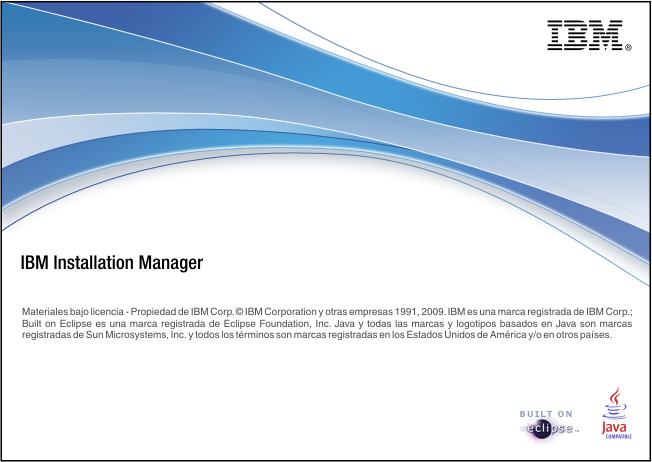 IBM®
IBM Installation Manager
Materiales bajo licencia - Propiedad de IBM Corp. © IBM Corporation y otras empresas 1991, 2009. IBM es una marca registrada de IBM Corp.;
Built on Eclipse es una marca registrada de Eclipse Foundation, Inc. Java y todas las marcas y logotipos basados en Java son marcas
registradas de Sun Microsystems, Inc. y todos los términos son marcas registradas en los Estados Unidos de América y/o en otros países.
BUILT ON
eclipse™
Java
COMPATIBLE